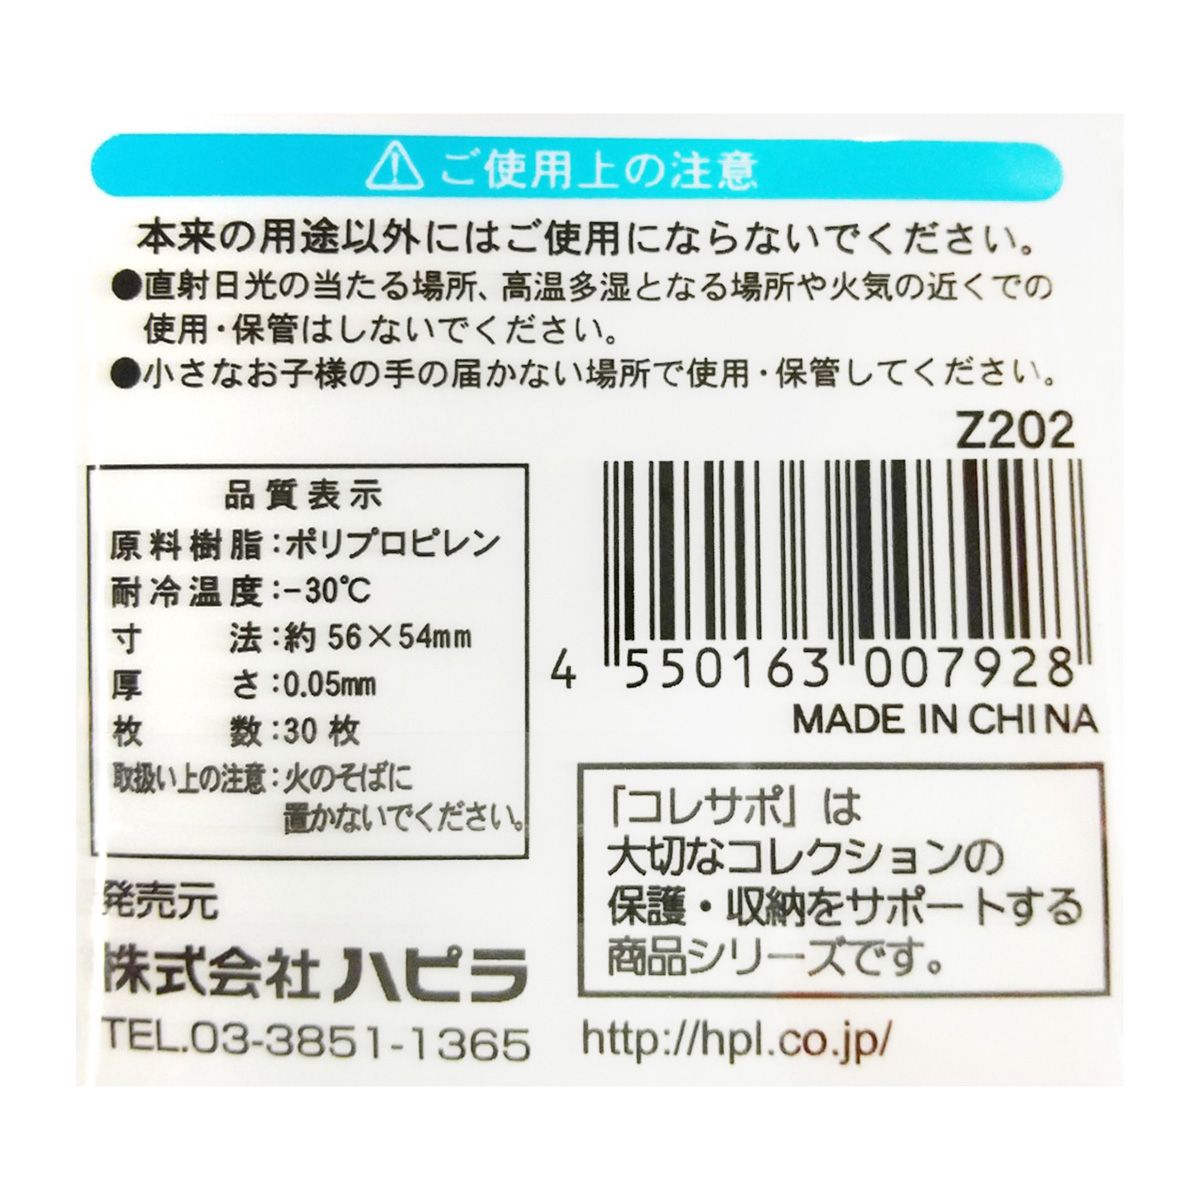 ご使用上の注意
本来の用途以外にはご使用にならないでください。
●直射日光の当たる場所、高温多湿となる場所や火気の近くでの
使用・保管はしないでください。
●小さなお子様の手の届かない場所で使用・保管してください。
Z202
品質表示
原料樹脂:ポリプロピレン
耐冷温度:-30℃
寸法:約56×54mm
厚さ:0.05mm
枚数:30枚
取扱い上の注意:火のそばに
置かないでください。
4 550163 007928
MADE IN CHINA
「コレサポ」は
大切なコレクションの
保護・収納をサポートする
商品シリーズです。
発売元
株式会社ハピラ
TEL.03-3851-1365
http://hpl.co.jp/